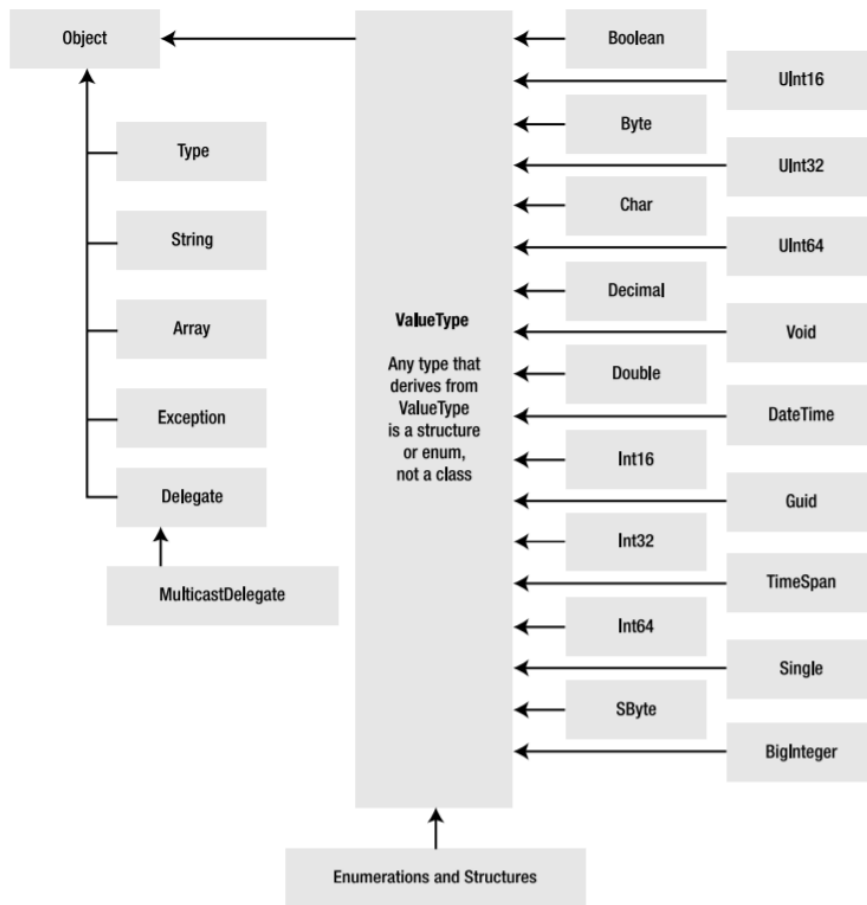 Object
Boolean
UInt16
Type
Byte
UInt32
String
Char
UInt64
Array
Decimal
ValueType
Any type that
derives from
ValueType
is a structure
or enum,
not a class
Void
Exception
Double
DateTime
Delegate
Int16
Guid
MulticastDelegate
Int32
TimeSpan
Int64
Single
SByte
BigInteger
Enumerations and Structures